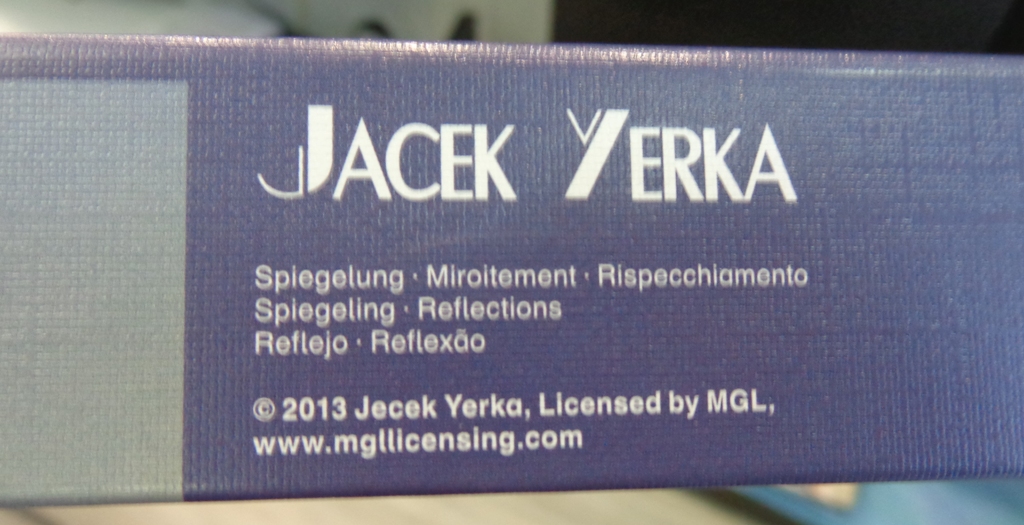 JACEK YERKA
Spiegelung · Miroitement · Rispecchiamento
Spiegeling · Reflections
Reflejo · Reflexão
© 2013 Jecek Yerka, Licensed by MGL,
www.mgllicensing.com